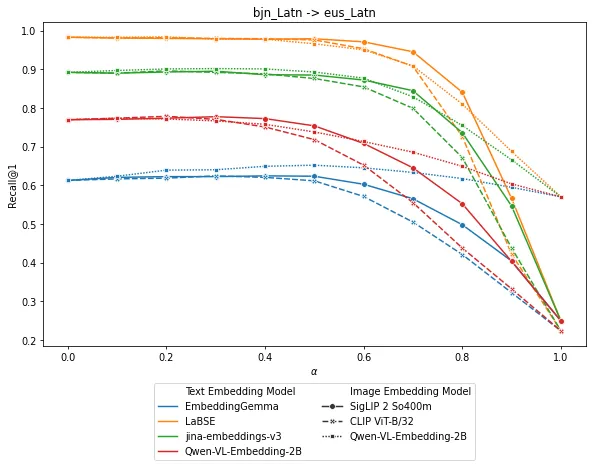 bjn_Latn -> eus_Latn
Recall@1
1.0
0.9
0.8
0.7
0.6
0.5
0.4
0.3
0.2
0.0 0.2 0.4 0.6 0.8 1.0
α
Text Embedding Model
EmbeddingGemma
LaBSE
jina-embeddings-v3
Qwen-VL-Embedding-2B
Image Embedding Model
SigLIP 2 So400m
CLIP ViT-B/32
Qwen-VL-Embedding-2B